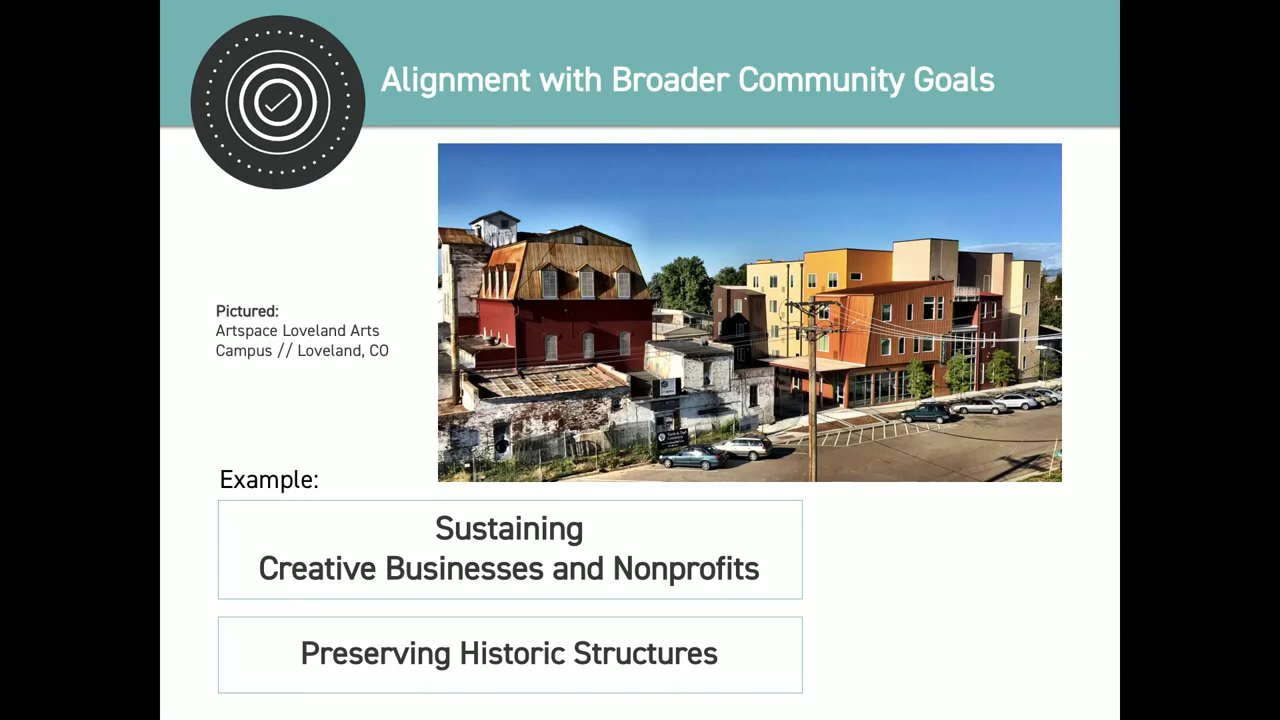 Alignment with Broader Community Goals
Pictured:
Artspace Loveland Arts
Campus // Loveland, CO
Example:
Sustaining
Creative Businesses and Nonprofits
Preserving Historic Structures